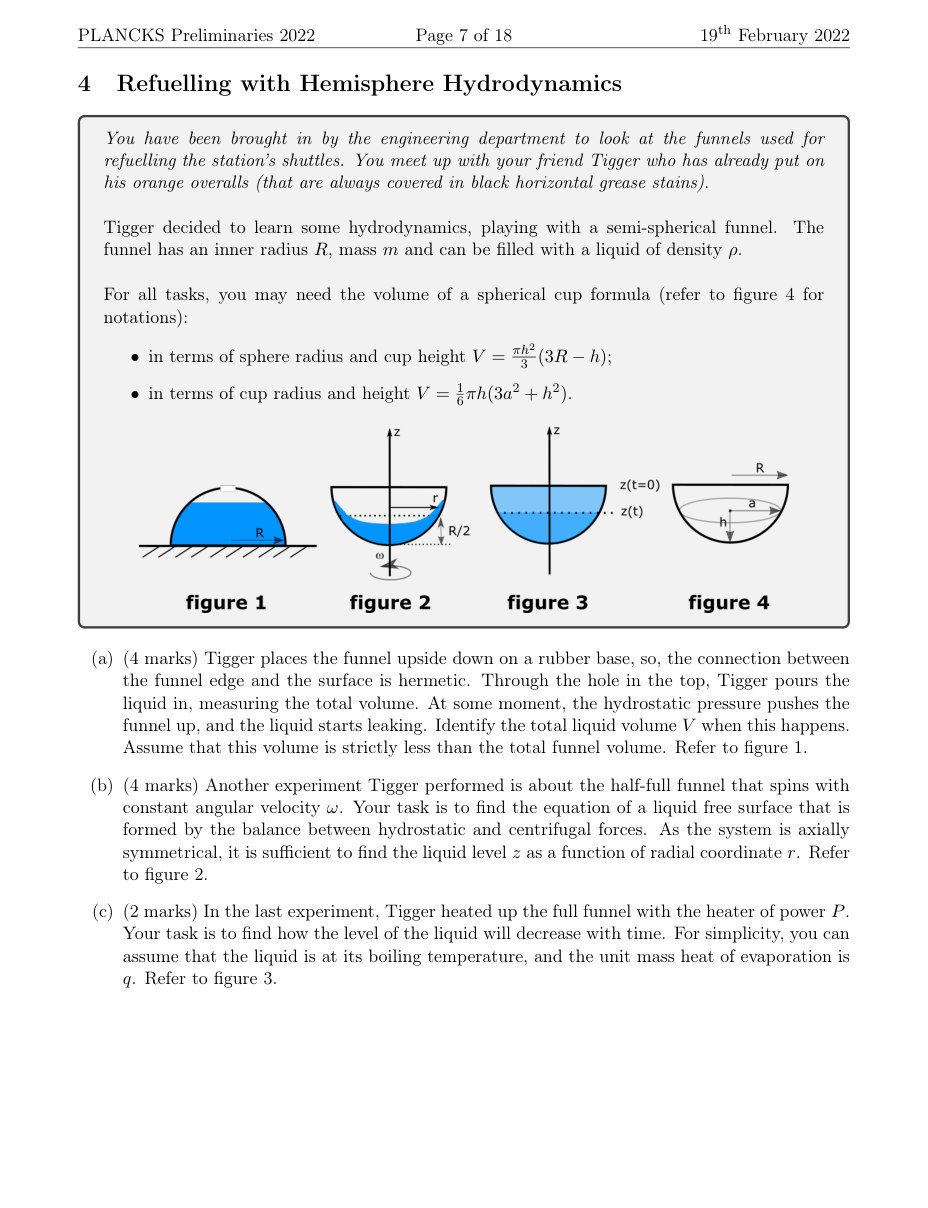 PLANCKS Preliminaries 2022 Page 7 of 18 19th February 2022
4 Refuelling with Hemisphere Hydrodynamics
You have been brought in by the engineering department to look at the funnels used for
refuelling the station's shuttles. You meet up with your friend Tigger who has already put on
his orange overalls (that are always covered in black horizontal grease stains).
Tigger decided to learn some hydrodynamics, playing with a semi-spherical funnel. The
funnel has an inner radius R, mass m and can be filled with a liquid of density ρ.
For all tasks, you may need the volume of a spherical cup formula (refer to figure 4 for
notations):
• in terms of sphere radius and cup height V = πh²/3 (3R − h);
• in terms of cup radius and height V = 1/6 πh(3a² + h²).
R
figure 1
z
r
R/2
ω
figure 2
z
z(t=0)
z(t)
figure 3
R
a
h
figure 4
(a) (4 marks) Tigger places the funnel upside down on a rubber base, so, the connection between
the funnel edge and the surface is hermetic. Through the hole in the top, Tigger pours the
liquid in, measuring the total volume. At some moment, the hydrostatic pressure pushes the
funnel up, and the liquid starts leaking. Identify the total liquid volume V when this happens.
Assume that this volume is strictly less than the total funnel volume. Refer to figure 1.
(b) (4 marks) Another experiment Tigger performed is about the half-full funnel that spins with
constant angular velocity ω. Your task is to find the equation of a liquid free surface that is
formed by the balance between hydrostatic and centrifugal forces. As the system is axially
symmetrical, it is sufficient to find the liquid level z as a function of radial coordinate r. Refer
to figure 2.
(c) (2 marks) In the last experiment, Tigger heated up the full funnel with the heater of power P.
Your task is to find how the level of the liquid will decrease with time. For simplicity, you can
assume that the liquid is at its boiling temperature, and the unit mass heat of evaporation is
q. Refer to figure 3.